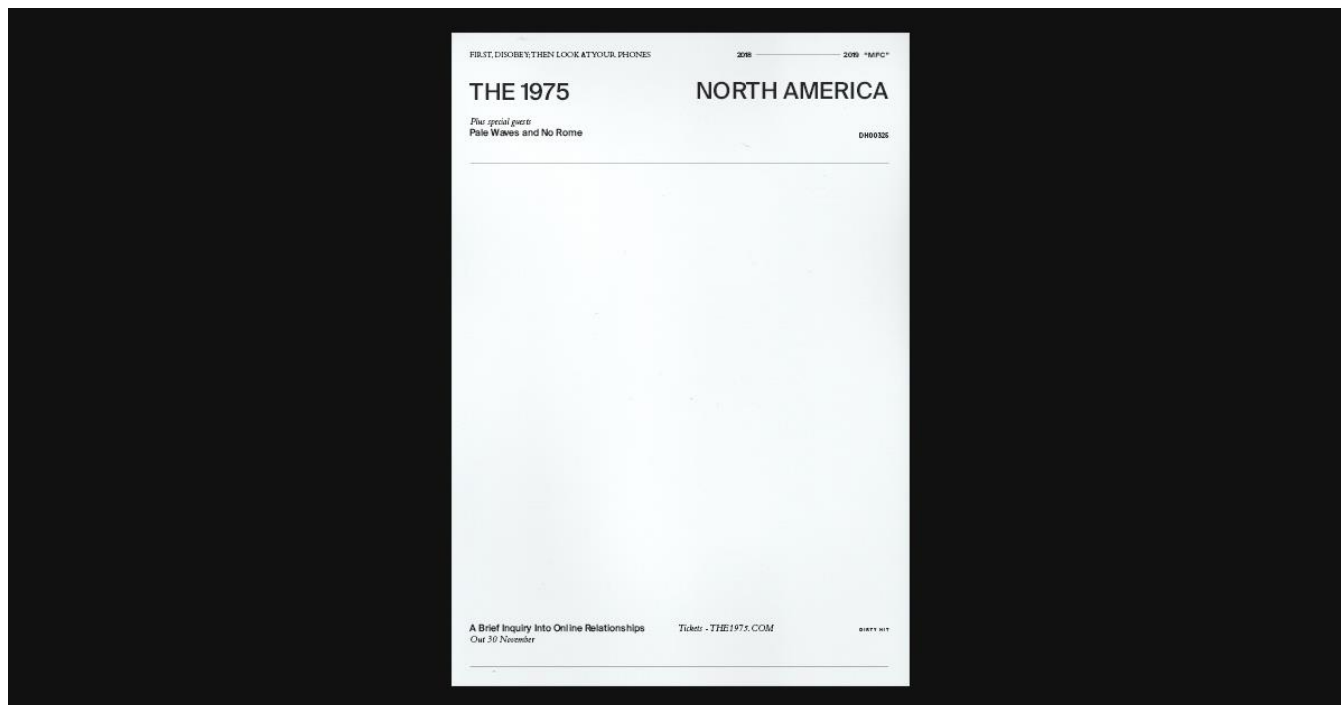 FIRST, DISOBEY; THEN LOOK AT YOUR PHONES
2018 2019 "MFC"
THE 1975
NORTH AMERICA
Plus special guests
Pale Waves and No Rome
DH00325
A Brief Inquiry Into Online Relationships
Out 30 November
Tickets - THE1975.COM
DIRTY HIT